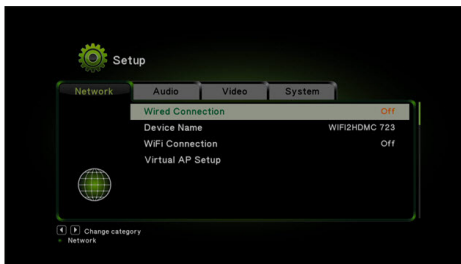 Setup
Network Audio Video System
Wired Connection Off
Device Name WIFI2HDMC 723
WiFi Connection Off
Virtual AP Setup
Change category
Network